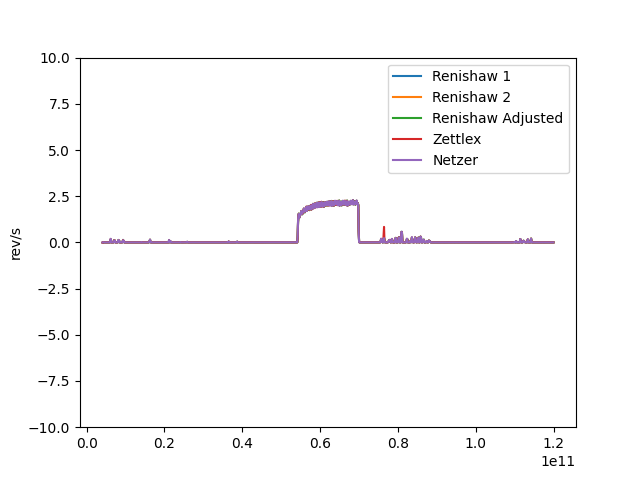 10.0
7.5
5.0
2.5
0.0
-2.5
-5.0
-7.5
-10.0
rev/s
Renishaw 1
Renishaw 2
Renishaw Adjusted
Zettlex
Netzer
0.0 0.2 0.4 0.6 0.8 1.0 1.2
1e11